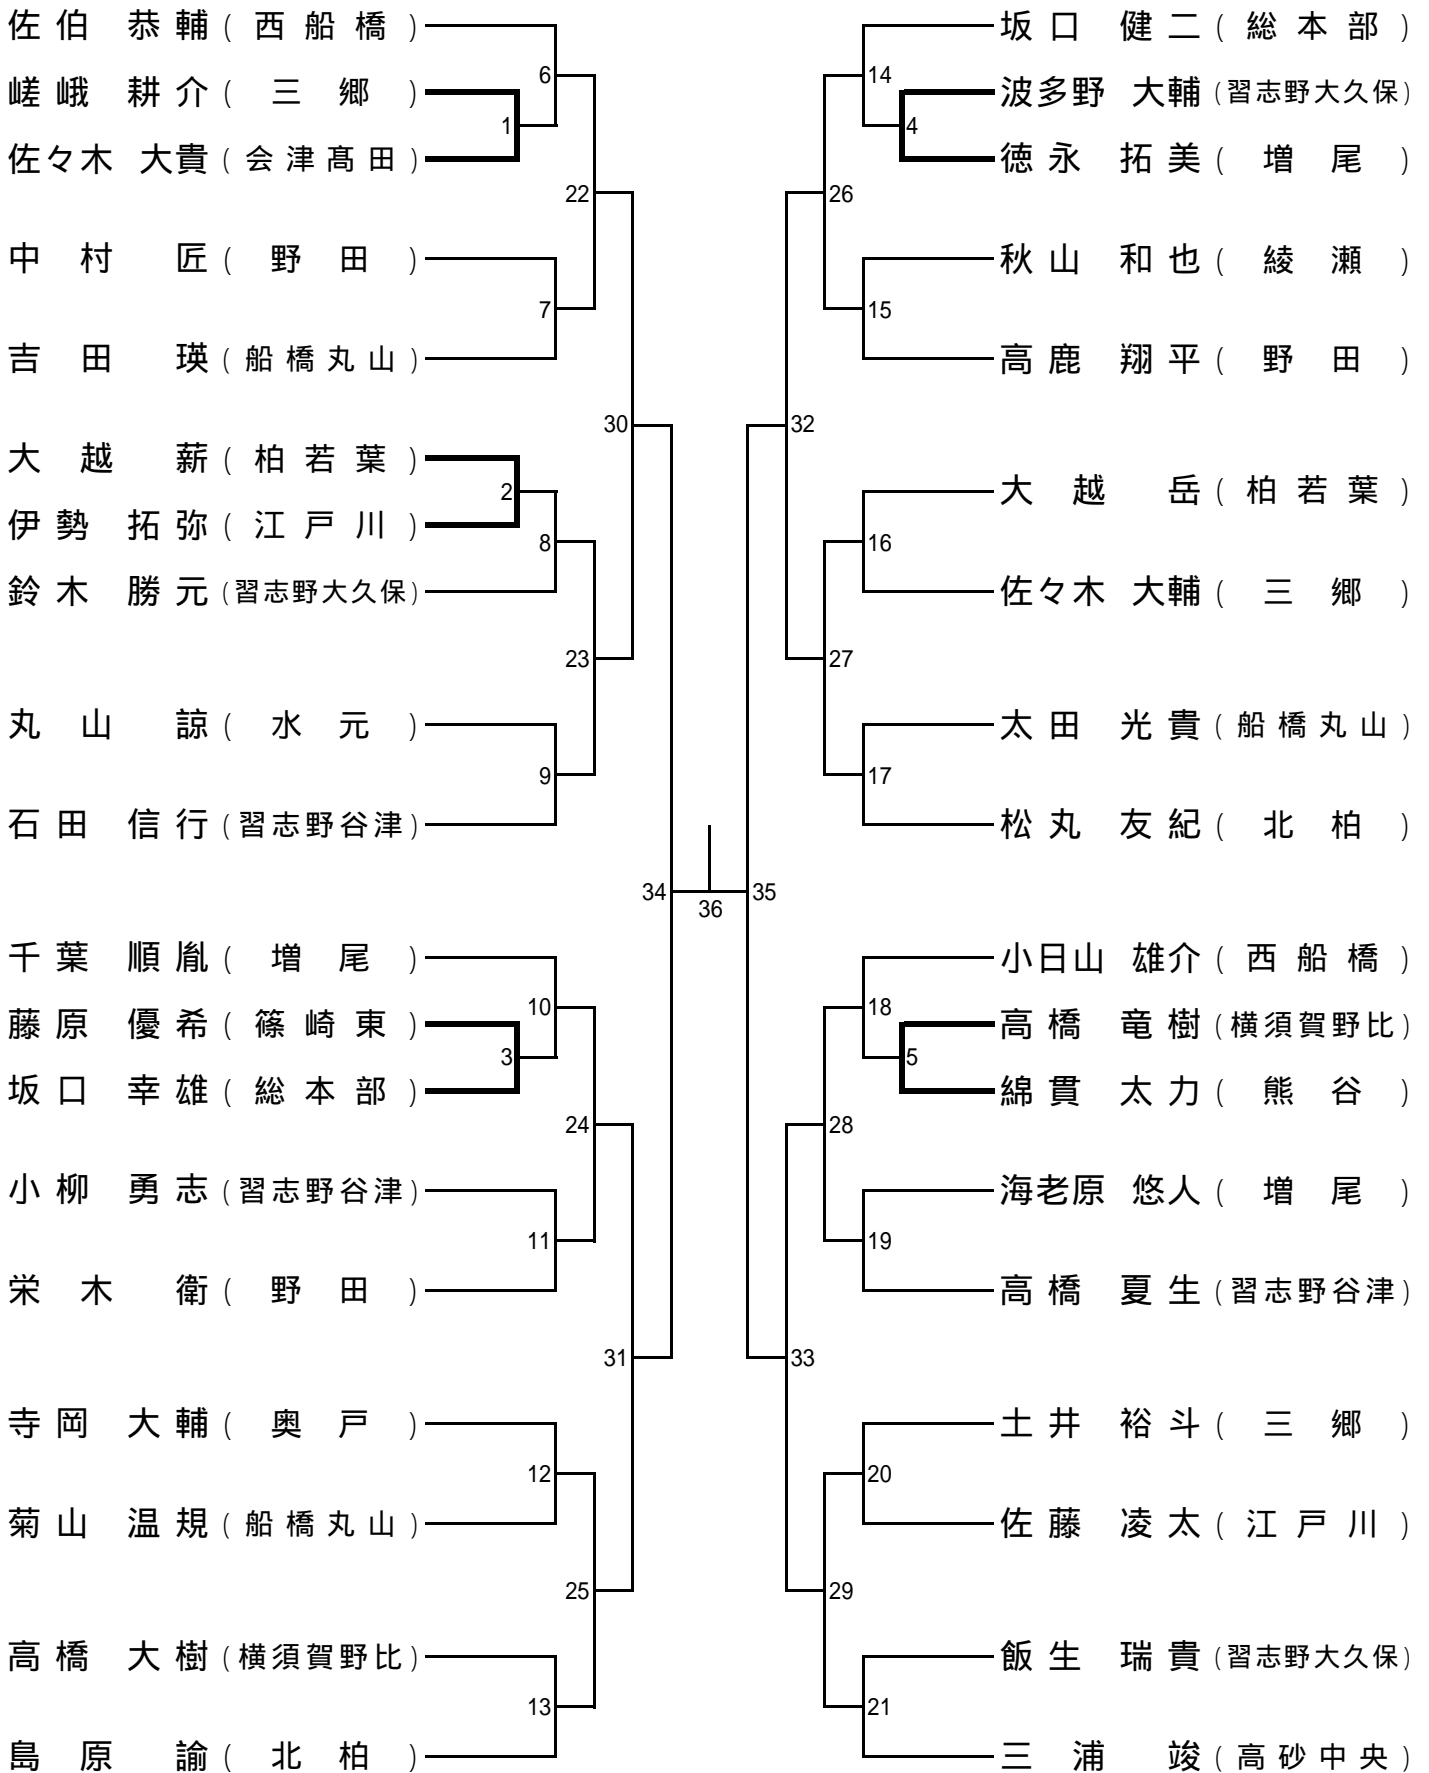 佐伯 恭輔 ( 西船橋 )
嵯峨 耕介 ( 三郷 )
佐々木 大貴 ( 会津髙田 )
中村 匠 ( 野田 )
吉田 瑛 ( 船橋丸山 )
大越 薪 ( 柏若葉 )
伊勢 拓弥 ( 江戸川 )
鈴木 勝元 ( 習志野大久保 )
丸山 諒 ( 水元 )
石田 信行 ( 習志野谷津 )
千葉 順胤 ( 増尾 )
藤原 優希 ( 篠崎東 )
坂口 幸雄 ( 総本部 )
小柳 勇志 ( 習志野谷津 )
栄木 衛 ( 野田 )
寺岡 大輔 ( 奥戸 )
菊山 温規 ( 船橋丸山 )
高橋 大樹 ( 横須賀野比 )
島原 諭 ( 北柏 )
6
1
22
7
30
2
8
23
9
34
10
3
24
11
31
12
25
13
36
14
4
26
15
32
16
27
17
35
18
5
28
19
33
20
29
21
坂口 健二 ( 総本部 )
波多野 大輔 ( 習志野大久保 )
徳永 拓美 ( 増尾 )
秋山 和也 ( 綾瀬 )
高鹿 翔平 ( 野田 )
大越 岳 ( 柏若葉 )
佐々木 大輔 ( 三郷 )
太田 光貴 ( 船橋丸山 )
松丸 友紀 ( 北柏 )
小日山 雄介 ( 西船橋 )
高橋 竜樹 ( 横須賀野比 )
綿貫 太力 ( 熊谷 )
海老原 悠人 ( 増尾 )
高橋 夏生 ( 習志野谷津 )
土井 裕斗 ( 三郷 )
佐藤 凌太 ( 江戸川 )
飯生 瑞貴 ( 習志野大久保 )
三浦 竣 ( 高砂中央 )